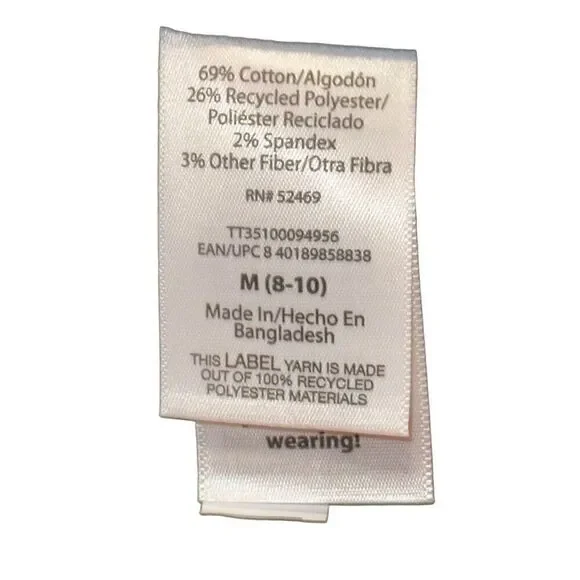 69% Cotton/Algodón
26% Recycled Polyester/
Poliéster Reciclado
2% Spandex
3% Other Fiber/Otra Fibra
RN# 52469
TT35100094956
EAN/UPC 8 40189858838
M (8-10)
Made In/Hecho En
Bangladesh
THIS LABEL YARN IS MADE
OUT OF 100% RECYCLED
POLYESTER MATERIALS
wearing!